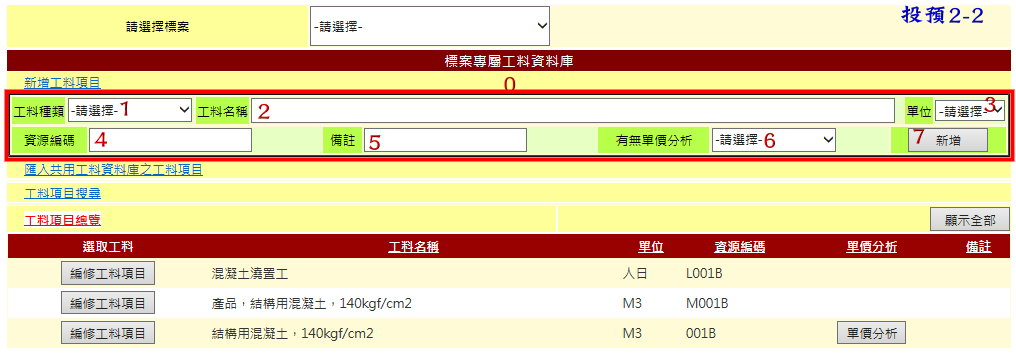 投預2-2
請選擇標案 -請選擇-
標案專屬工料資料庫
新增工料項目 0
工料種類 -請選擇- 1 工料名稱 2 單位 -請選擇- 3
資源編碼 4 備註 5 有無單價分析 -請選擇- 6 7 新增
匯入共用工料資料庫之工料項目
工料項目搜尋
工料項目總覽 顯示全部
選取工料 工料名稱 單位 資源編碼 單價分析 備註
編修工料項目 混凝土澆置工 人日 L001B
編修工料項目 產品，結構用混凝土，140kgf/cm2 M3 M001B
編修工料項目 結構用混凝土，140kgf/cm2 M3 001B 單價分析